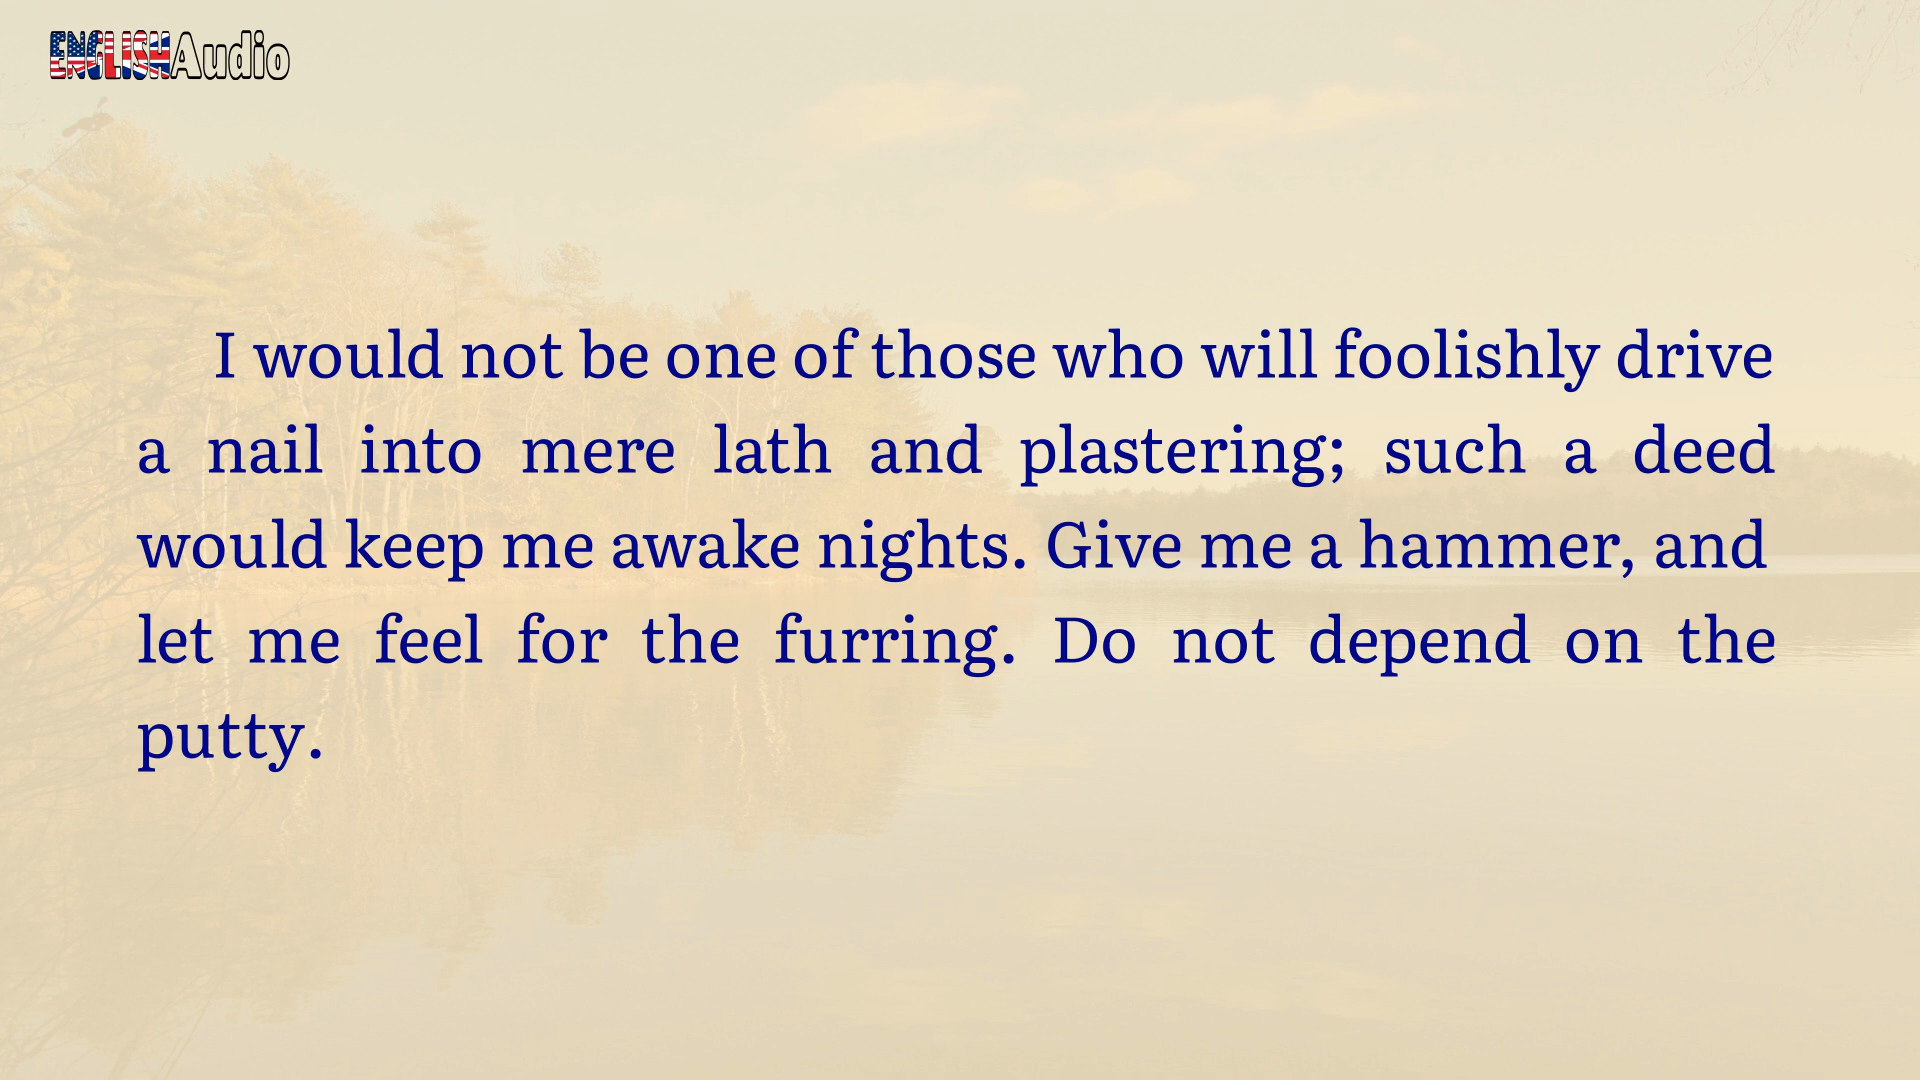 ENGLISHAudio
I would not be one of those who will foolishly drive
a nail into mere lath and plastering; such a deed
would keep me awake nights. Give me a hammer, and
let me feel for the furring. Do not depend on the
putty.